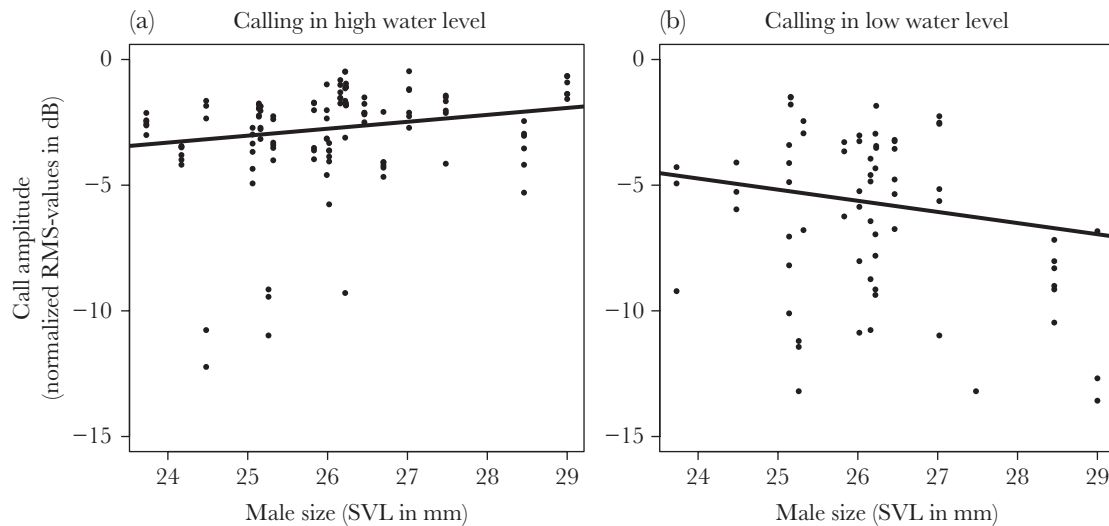 (a) Calling in high water level
(b) Calling in low water level
Call amplitude
(normalized RMS-values in dB)
0
−5
−10
−15
24 25 26 27 28 29
Male size (SVL in mm)
0
−5
−10
−15
24 25 26 27 28 29
Male size (SVL in mm)